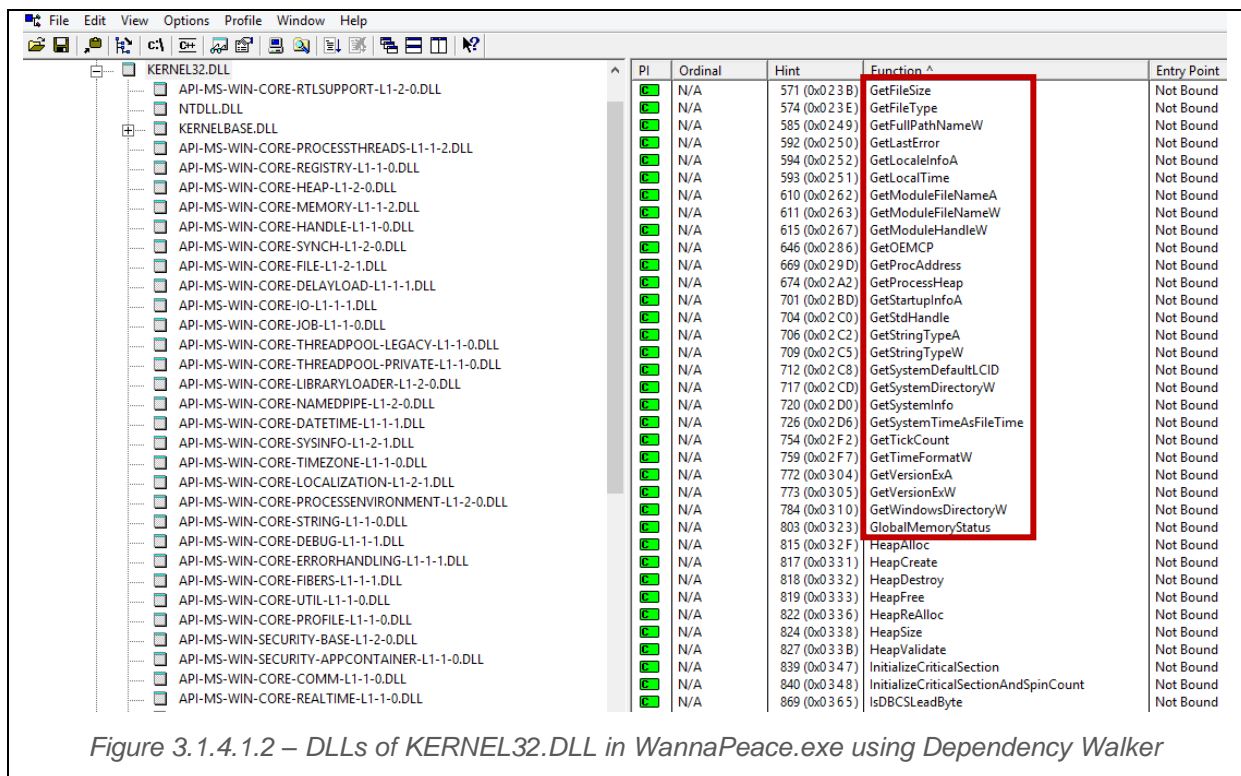 File Edit View Options Profile Window Help
c:\ C++
KERNEL32.DLL
API-MS-WIN-CORE-RTLSUPPORT-L1-2-0.DLL
NTDLL.DLL
KERNELBASE.DLL
API-MS-WIN-CORE-PROCESSTHREADS-L1-1-2.DLL
API-MS-WIN-CORE-REGISTRY-L1-1-0.DLL
API-MS-WIN-CORE-HEAP-L1-2-0.DLL
API-MS-WIN-CORE-MEMORY-L1-1-2.DLL
API-MS-WIN-CORE-HANDLE-L1-1-0.DLL
API-MS-WIN-CORE-SYNCH-L1-2-0.DLL
API-MS-WIN-CORE-FILE-L1-2-1.DLL
API-MS-WIN-CORE-DELAYLOAD-L1-1-1.DLL
API-MS-WIN-CORE-IO-L1-1-1.DLL
API-MS-WIN-CORE-JOB-L1-1-0.DLL
API-MS-WIN-CORE-THREADPOOL-LEGACY-L1-1-0.DLL
API-MS-WIN-CORE-THREADPOOL-PRIVATE-L1-1-0.DLL
API-MS-WIN-CORE-LIBRARYLOADER-L1-2-0.DLL
API-MS-WIN-CORE-NAMEDPIPE-L1-2-0.DLL
API-MS-WIN-CORE-DATETIME-L1-1-1.DLL
API-MS-WIN-CORE-SYSINFO-L1-2-1.DLL
API-MS-WIN-CORE-TIMEZONE-L1-1-0.DLL
API-MS-WIN-CORE-LOCALIZATION-L1-2-1.DLL
API-MS-WIN-CORE-PROCESSENVIRONMENT-L1-2-0.DLL
API-MS-WIN-CORE-STRING-L1-1-0.DLL
API-MS-WIN-CORE-DEBUG-L1-1-1.DLL
API-MS-WIN-CORE-ERRORHANDLING-L1-1-1.DLL
API-MS-WIN-CORE-FIBERS-L1-1-1.DLL
API-MS-WIN-CORE-UTIL-L1-1-0.DLL
API-MS-WIN-CORE-PROFILE-L1-1-0.DLL
API-MS-WIN-SECURITY-BASE-L1-2-0.DLL
API-MS-WIN-SECURITY-APPCONTAINER-L1-1-0.DLL
API-MS-WIN-CORE-COMM-L1-1-0.DLL
API-MS-WIN-CORE-REALTIME-L1-1-0.DLL
PI Ordinal Hint Function ^ Entry Point
C N/A 571 (0x023B) GetFileSize Not Bound
C N/A 574 (0x023E) GetFileType Not Bound
C N/A 585 (0x0249) GetFullPathNameW Not Bound
C N/A 592 (0x0250) GetLastError Not Bound
C N/A 594 (0x0252) GetLocaleInfoA Not Bound
C N/A 593 (0x0251) GetLocalTime Not Bound
C N/A 610 (0x0262) GetModuleFileNameA Not Bound
C N/A 611 (0x0263) GetModuleFileNameW Not Bound
C N/A 615 (0x0267) GetModuleHandleW Not Bound
C N/A 646 (0x0286) GetOEMCP Not Bound
C N/A 669 (0x029D) GetProcAddress Not Bound
C N/A 674 (0x02A2) GetProcessHeap Not Bound
C N/A 701 (0x02BD) GetStartupInfoA Not Bound
C N/A 704 (0x02C0) GetStdHandle Not Bound
C N/A 706 (0x02C2) GetStringTypeA Not Bound
C N/A 709 (0x02C5) GetStringTypeW Not Bound
C N/A 712 (0x02C8) GetSystemDefaultLCID Not Bound
C N/A 717 (0x02CD) GetSystemDirectoryW Not Bound
C N/A 720 (0x02D0) GetSystemInfo Not Bound
C N/A 726 (0x02D6) GetSystemTimeAsFileTime Not Bound
C N/A 754 (0x02F2) GetTickCount Not Bound
C N/A 759 (0x02F7) GetTimeFormatW Not Bound
C N/A 772 (0x0304) GetVersionExA Not Bound
C N/A 773 (0x0305) GetVersionExW Not Bound
C N/A 784 (0x0310) GetWindowsDirectoryW Not Bound
C N/A 803 (0x0323) GlobalMemoryStatus Not Bound
C N/A 815 (0x032F) HeapAlloc Not Bound
C N/A 817 (0x0331) HeapCreate Not Bound
C N/A 818 (0x0332) HeapDestroy Not Bound
C N/A 819 (0x0333) HeapFree Not Bound
C N/A 822 (0x0336) HeapReAlloc Not Bound
C N/A 824 (0x0338) HeapSize Not Bound
C N/A 827 (0x033B) HeapValidate Not Bound
C N/A 839 (0x0347) InitializeCriticalSection Not Bound
C N/A 840 (0x0348) InitializeCriticalSectionAndSpinCount Not Bound
C N/A 869 (0x0365) IsDBCSLeadByte Not Bound
Figure 3.1.4.1.2 – DLLs of KERNEL32.DLL in WannaPeace.exe using Dependency Walker